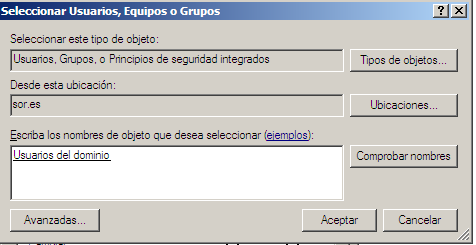 Seleccionar Usuarios, Equipos o Grupos
Seleccionar este tipo de objeto:
Usuarios, Grupos, o Principios de seguridad integrados
Tipos de objetos...
Desde esta ubicación:
sor.es
Ubicaciones...
Escriba los nombres de objeto que desea seleccionar (ejemplos):
Usuarios del dominio
Comprobar nombres
Avanzadas...
Aceptar
Cancelar